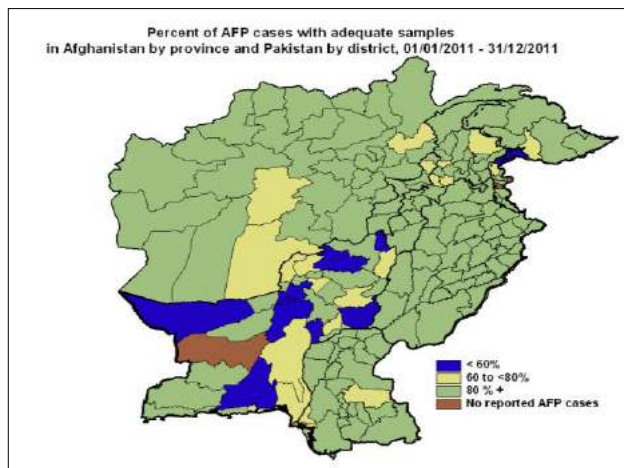 Percent of AFP cases with adequate samples
in Afghanistan by province and Pakistan by district, 01/01/2011 - 31/12/2011
< 60%
60 to <80%
80 % +
No reported AFP cases